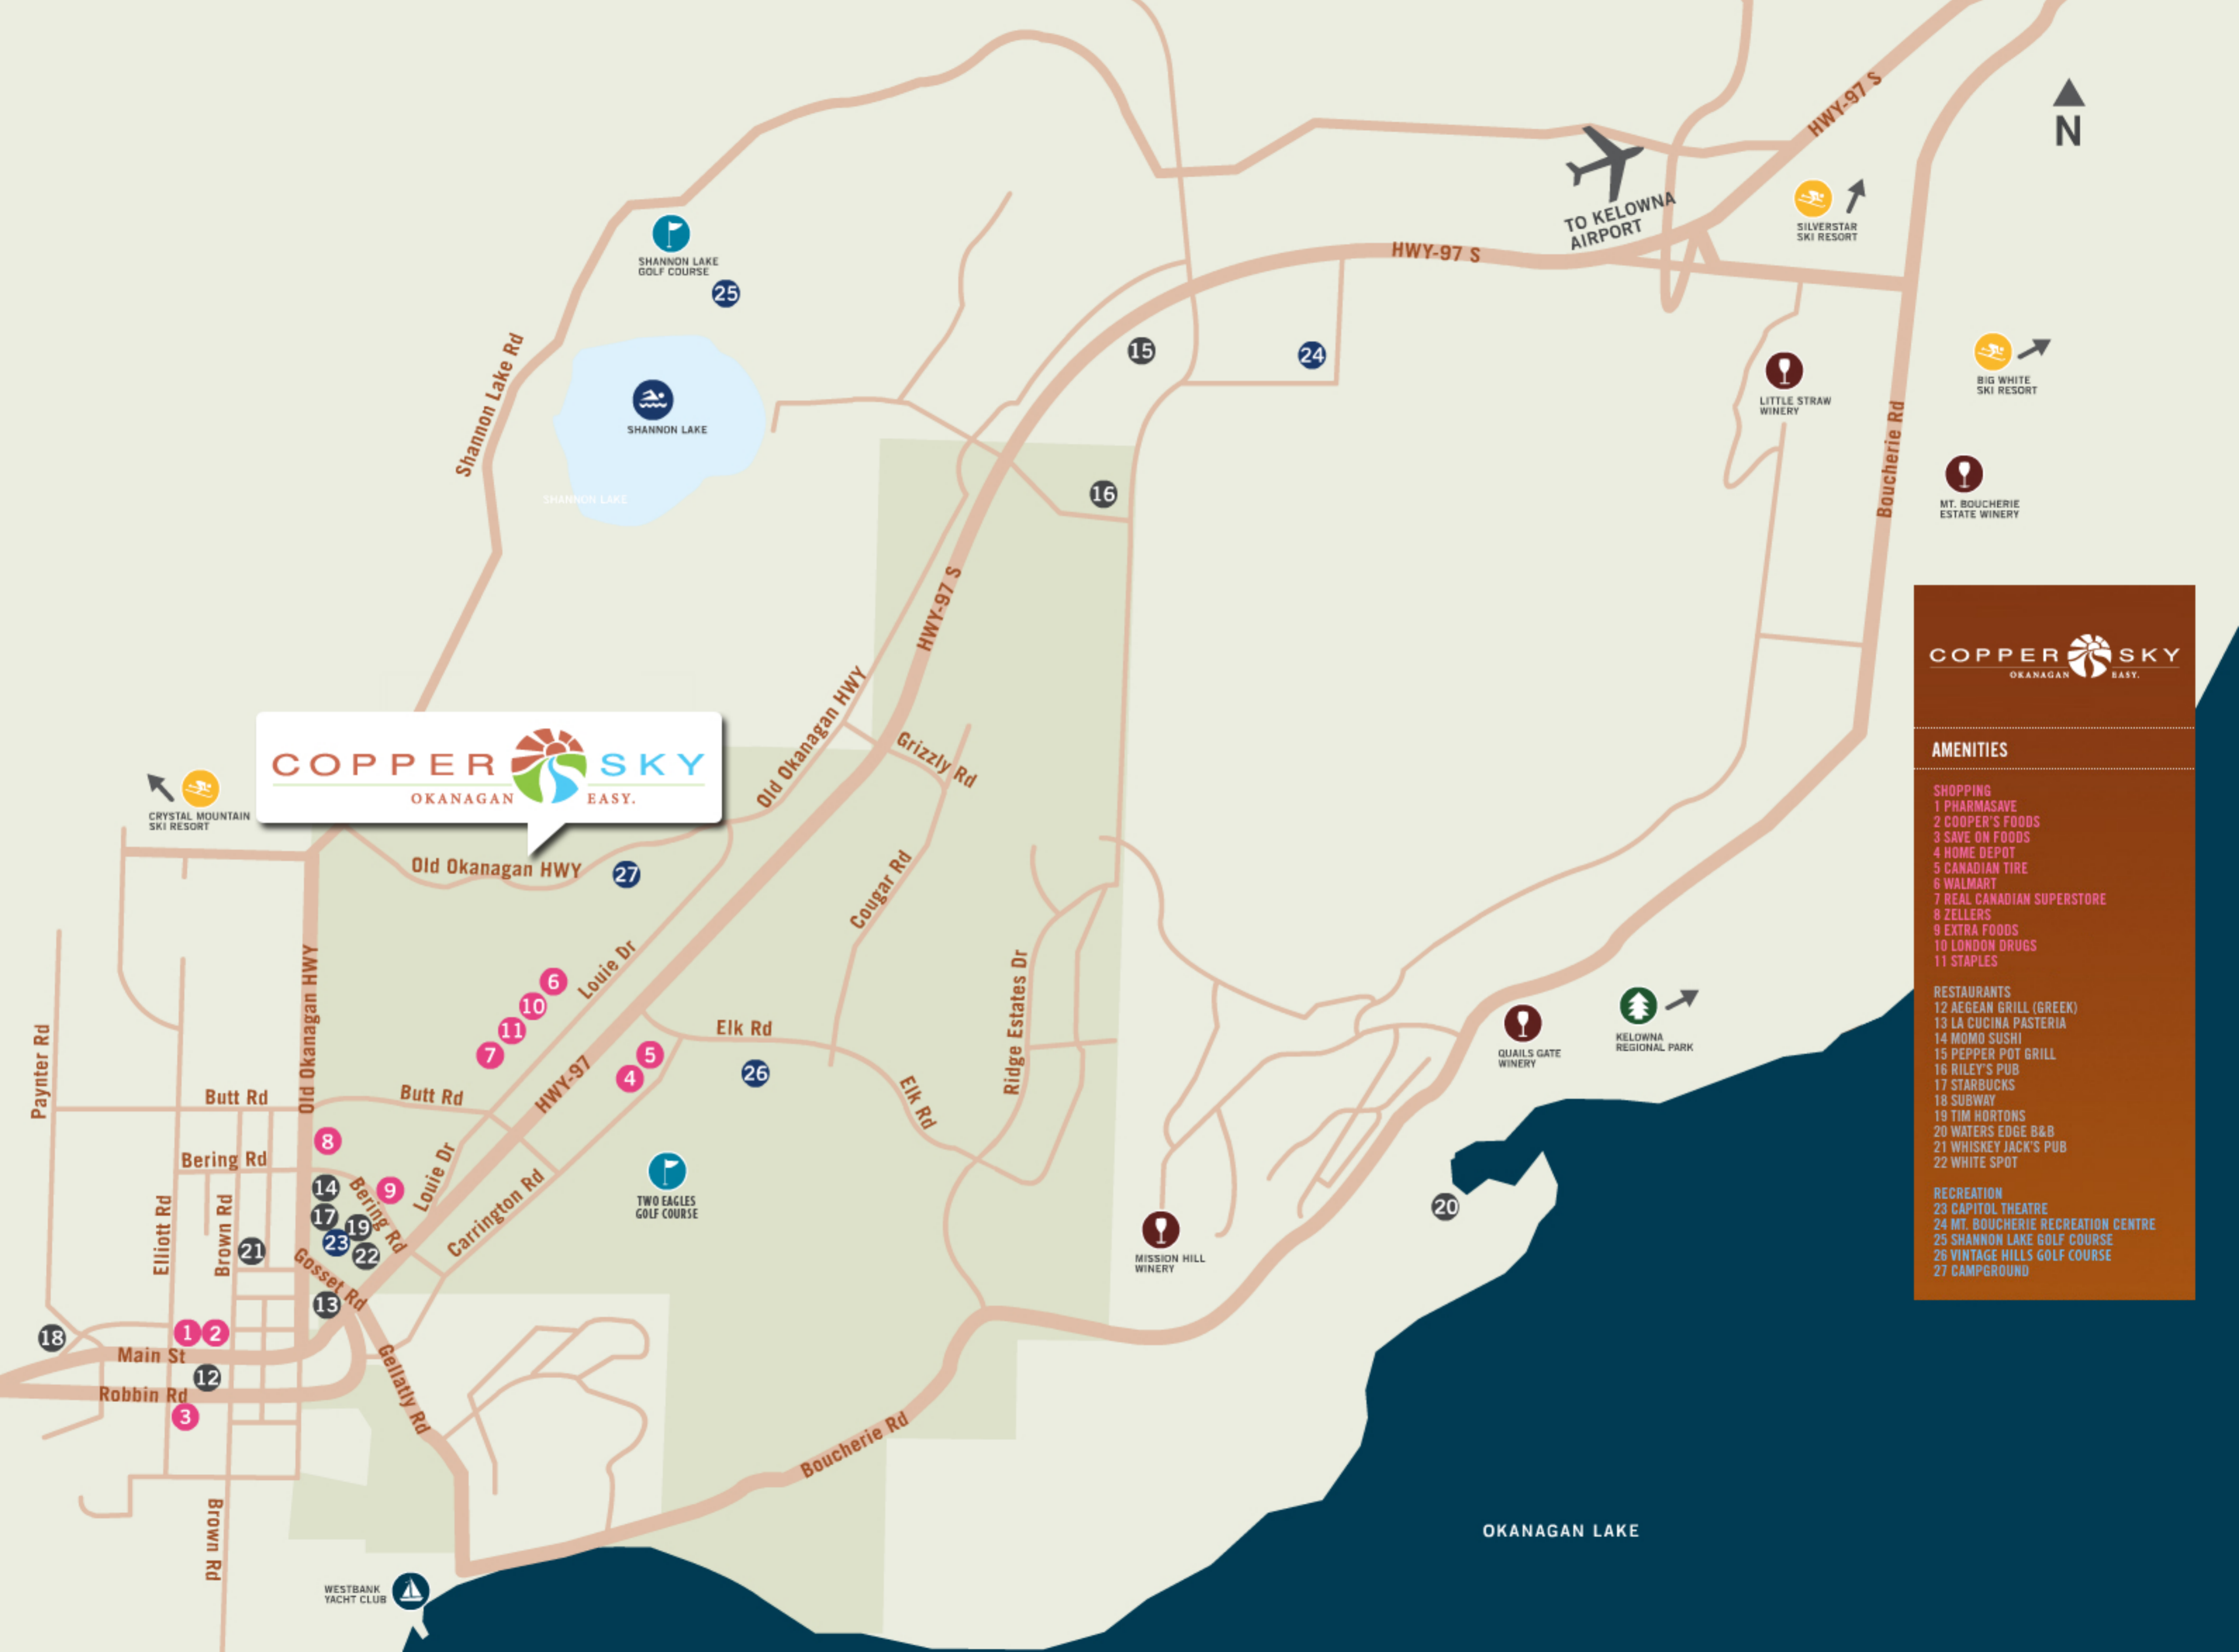 HWY-97 S
N
TO KELOWNA
AIRPORT
SILVERSTAR
SKI RESORT
SHANNON LAKE
GOLF COURSE
25
HWY-97 S
15
24
Shannon Lake Rd
SHANNON LAKE
SHANNON LAKE
LITTLE STRAW
WINERY
BIG WHITE
SKI RESORT
Boucherie Rd
16
MT. BOUCHERIE
ESTATE WINERY
HWY-97 S
Old Okanagan HWY
Grizzly Rd
COPPER SKY
OKANAGAN EASY.
CRYSTAL MOUNTAIN
SKI RESORT
Old Okanagan HWY
27
Cougar Rd
Louie Dr
6
10
11
7
Old Okanagan HWY
Paynter Rd
Elk Rd
5
4
26
HWY-97
Elk Rd
Ridge Estates Dr
QUAILS GATE
WINERY
KELOWNA
REGIONAL PARK
Butt Rd
Butt Rd
8
Bering Rd
14
9
Bering Rd
Louie Dr
17
19
23
22
Carrington Rd
TWO EAGLES
GOLF COURSE
20
Elliott Rd
Brown Rd
21
Gosset Rd
13
MISSION HILL
WINERY
18
1
2
Main St
12
Robbin Rd
3
Gellatly Rd
Boucherie Rd
Brown Rd
WESTBANK
YACHT CLUB
OKANAGAN LAKE
COPPER SKY
OKANAGAN EASY.
AMENITIES
SHOPPING
1 PHARMASAVE
2 COOPER'S FOODS
3 SAVE ON FOODS
4 HOME DEPOT
5 CANADIAN TIRE
6 WALMART
7 REAL CANADIAN SUPERSTORE
8 ZELLERS
9 EXTRA FOODS
10 LONDON DRUGS
11 STAPLES
RESTAURANTS
12 AEGEAN GRILL (GREEK)
13 LA CUCINA PASTERIA
14 MOMO SUSHI
15 PEPPER POT GRILL
16 RILEY'S PUB
17 STARBUCKS
18 SUBWAY
19 TIM HORTONS
20 WATERS EDGE B&B
21 WHISKEY JACK'S PUB
22 WHITE SPOT
RECREATION
23 CAPITOL THEATRE
24 MT. BOUCHERIE RECREATION CENTRE
25 SHANNON LAKE GOLF COURSE
26 VINTAGE HILLS GOLF COURSE
27 CAMPGROUND